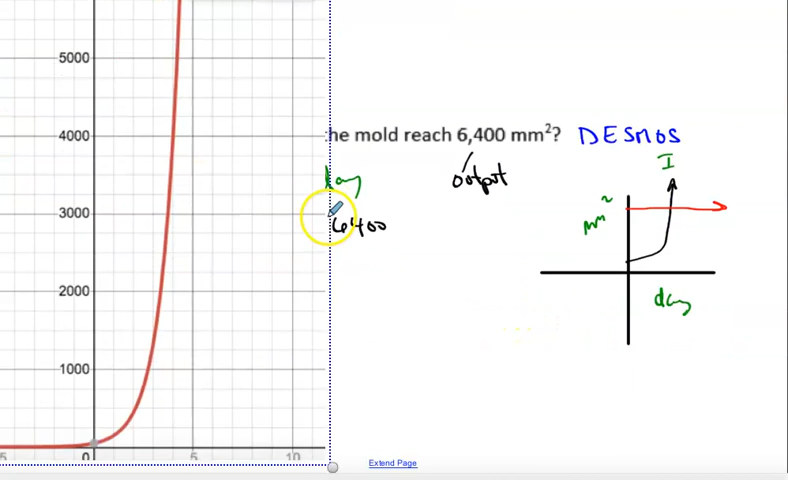 5000
4000
3000
2000
1000
5
0
5
10
he mold reach 6,400 mm²? DESMOS
output
day
6400
I
mm²
day
Extend Page